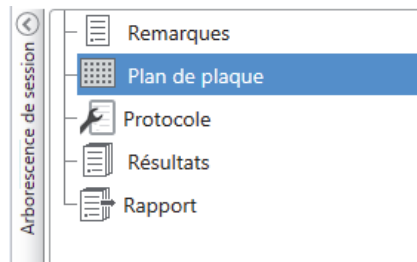 Arborescence de session
Remarques
Plan de plaque
Protocole
Résultats
Rapport